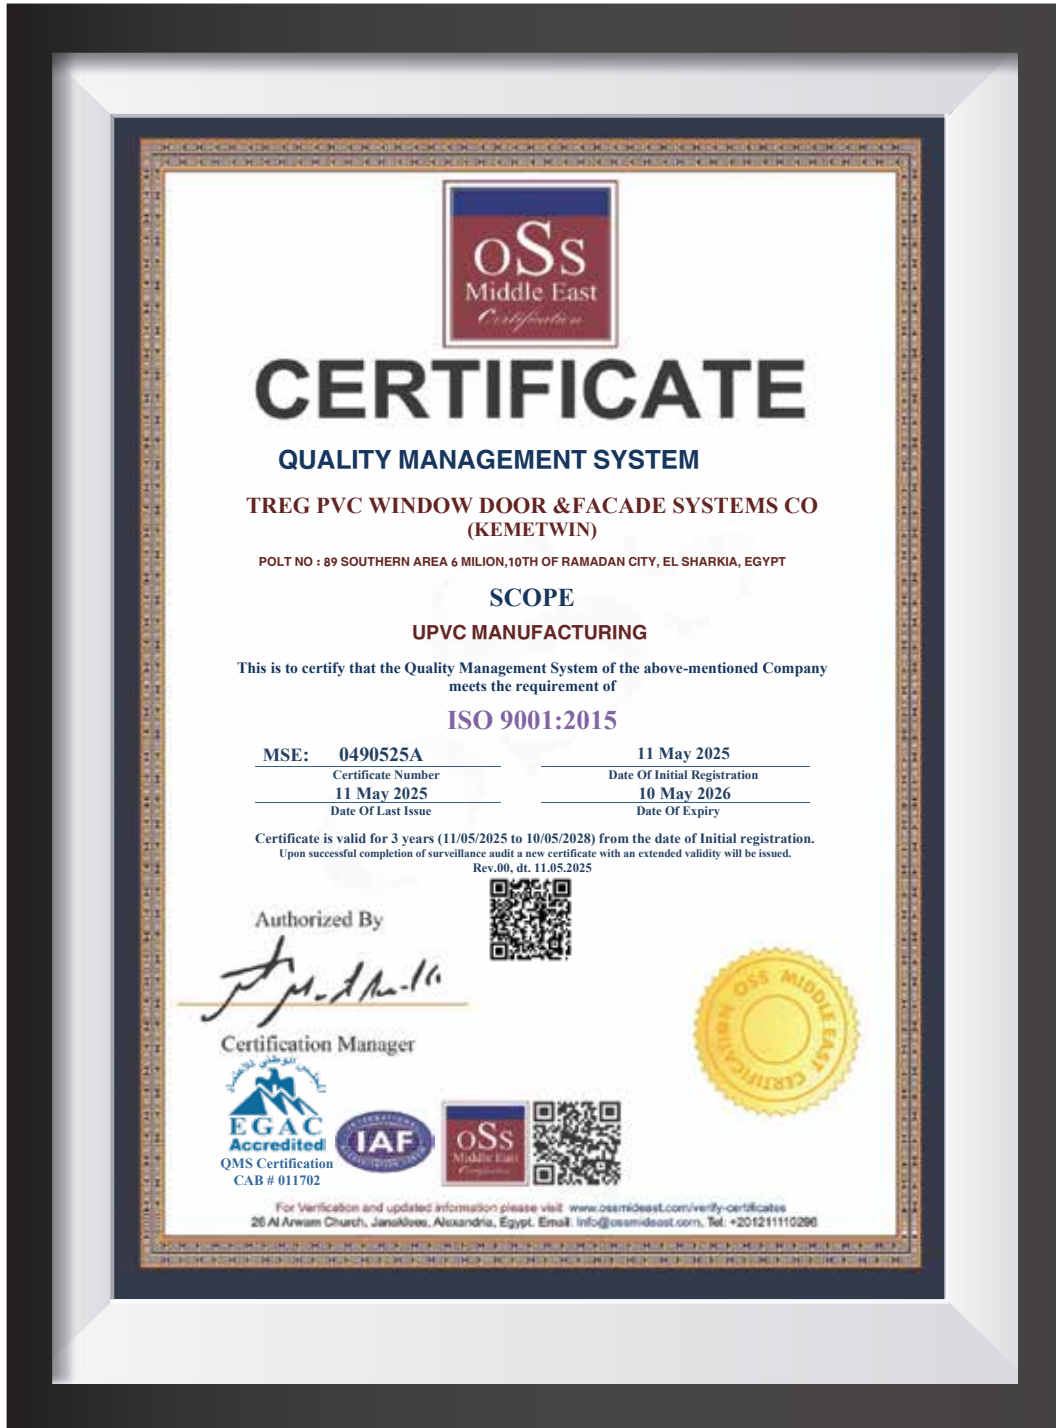 oSs
Middle East
Certification
CERTIFICATE
QUALITY MANAGEMENT SYSTEM
TREG PVC WINDOW DOOR &FACADE SYSTEMS CO
(KEMETWIN)
POLT NO : 89 SOUTHERN AREA 6 MILION,10TH OF RAMADAN CITY, EL SHARKIA, EGYPT
SCOPE
UPVC MANUFACTURING
This is to certify that the Quality Management System of the above-mentioned Company
meets the requirement of
ISO 9001:2015
MSE: 0490525A 11 May 2025
Certificate Number Date Of Initial Registration
11 May 2025 10 May 2026
Date Of Last Issue Date Of Expiry
Certificate is valid for 3 years (11/05/2025 to 10/05/2028) from the date of Initial registration.
Upon successful completion of surveillance audit a new certificate with an extended validity will be issued.
Rev.00, dt. 11.05.2025
Authorized By
Certification Manager
OSS MIDDLE EAST
المجلس الوطني للاعتماد
EGAC
Accredited
QMS Certification
CAB # 011702
IAF
oSs
Middle East
For Verification and updated information please visit www.ossmideast.com/verify-certificates
26 Al Arwam Church, Janaklees, Alexandria, Egypt. Email: info@ossmideast.com, Tel: +201211110296